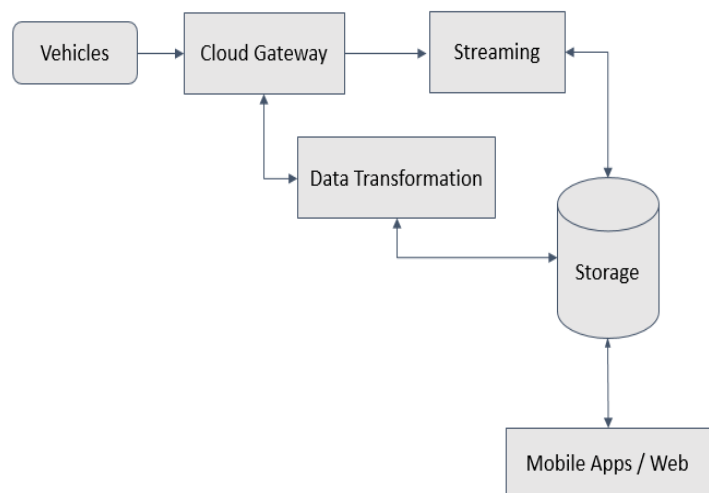 Vehicles
Cloud Gateway
Streaming
Data Transformation
Storage
Mobile Apps / Web